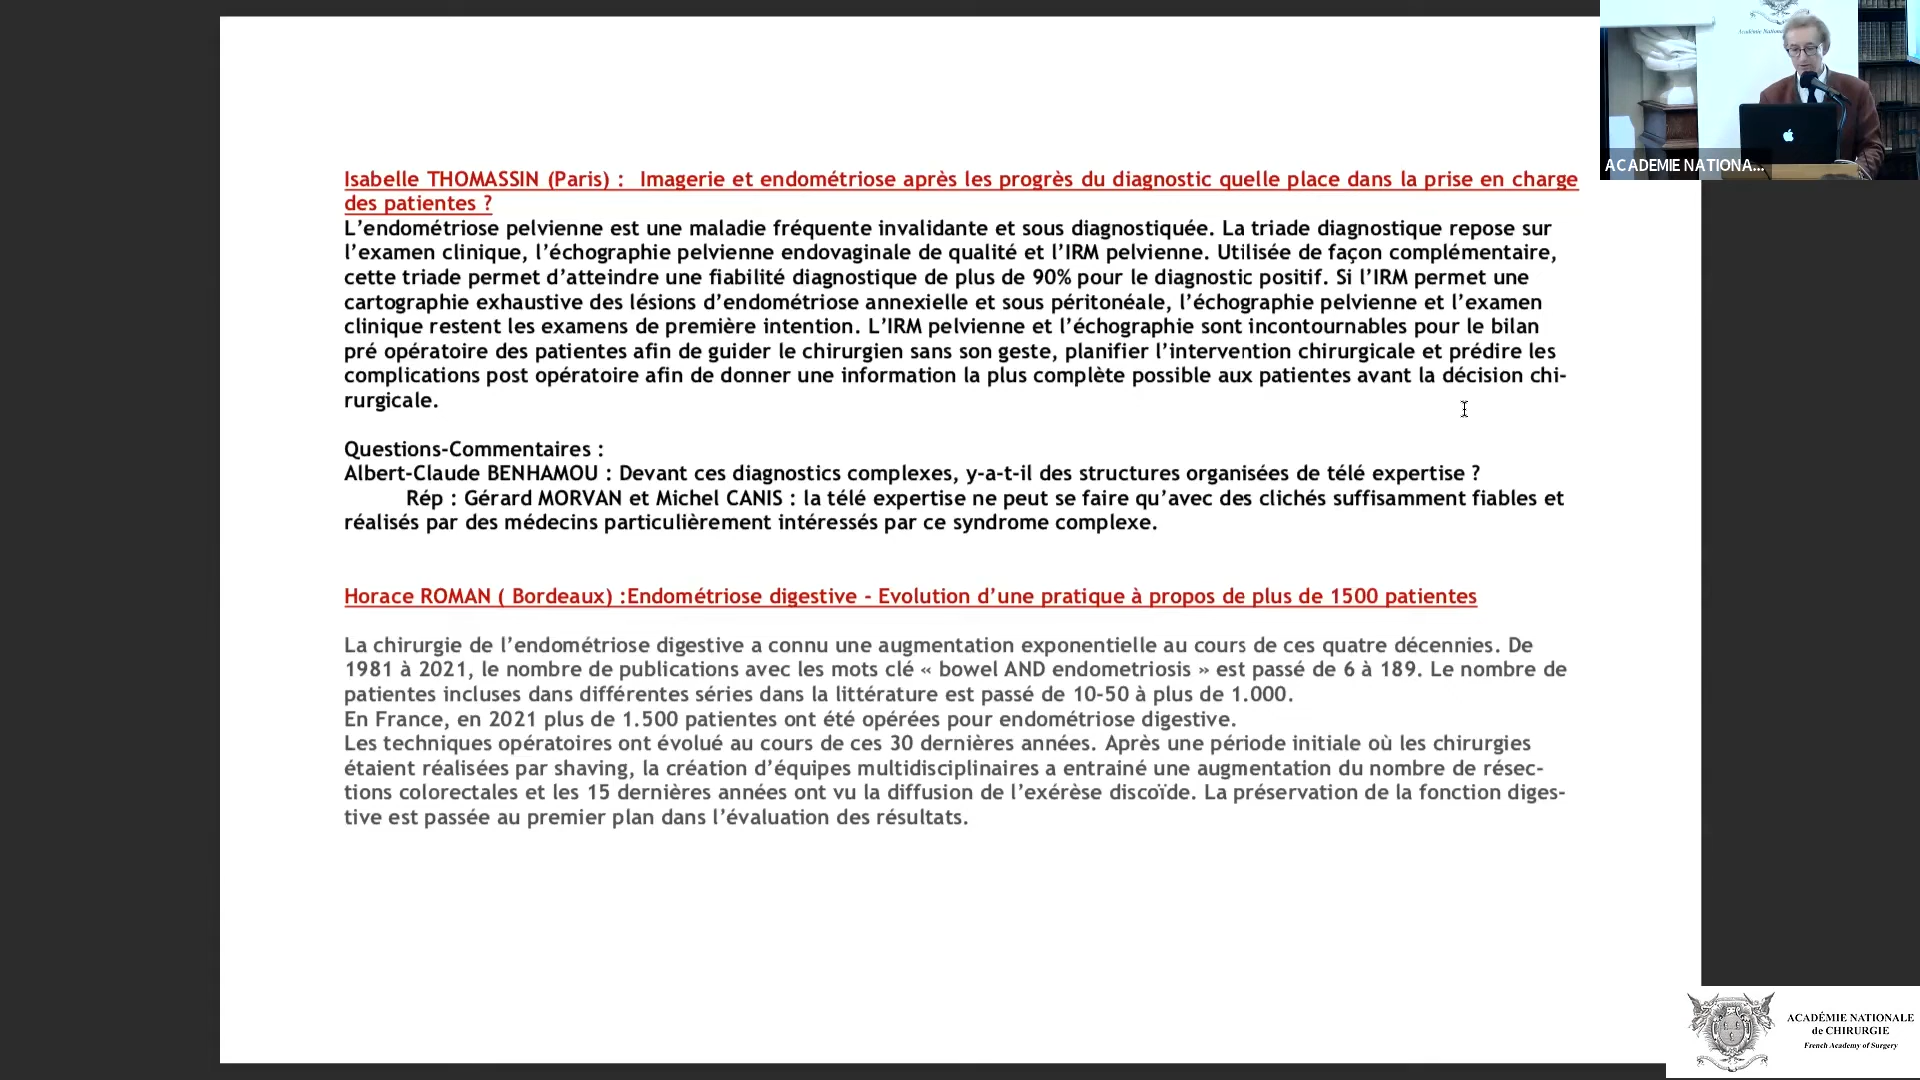 Isabelle THOMASSIN (Paris) : Imagerie et endométriose après les progrès du diagnostic quelle place dans la prise en charge
des patientes ?
L’endométriose pelvienne est une maladie fréquente invalidante et sous diagnostiquée. La triade diagnostique repose sur
l’examen clinique, l’échographie pelvienne endovaginale de qualité et l’IRM pelvienne. Utilisée de façon complémentaire,
cette triade permet d’atteindre une fiabilité diagnostique de plus de 90% pour le diagnostic positif. Si l’IRM permet une
cartographie exhaustive des lésions d’endométriose annexielle et sous péritonéale, l’échographie pelvienne et l’examen
clinique restent les examens de première intention. L’IRM pelvienne et l’échographie sont incontournables pour le bilan
pré opératoire des patientes afin de guider le chirurgien sans son geste, planifier l’intervention chirurgicale et prédire les
complications post opératoire afin de donner une information la plus complète possible aux patientes avant la décision chi-
rurgicale.
Questions-Commentaires :
Albert-Claude BENHAMOU : Devant ces diagnostics complexes, y-a-t-il des structures organisées de télé expertise ?
Rép : Gérard MORVAN et Michel CANIS : la télé expertise ne peut se faire qu’avec des clichés suffisamment fiables et
réalisés par des médecins particulièrement intéressés par ce syndrome complexe.
Horace ROMAN ( Bordeaux) :Endométriose digestive - Evolution d’une pratique à propos de plus de 1500 patientes
La chirurgie de l’endométriose digestive a connu une augmentation exponentielle au cours de ces quatre décennies. De
1981 à 2021, le nombre de publications avec les mots clé « bowel AND endometriosis » est passé de 6 à 189. Le nombre de
patientes incluses dans différentes séries dans la littérature est passé de 10-50 à plus de 1.000.
En France, en 2021 plus de 1.500 patientes ont été opérées pour endométriose digestive.
Les techniques opératoires ont évolué au cours de ces 30 dernières années. Après une période initiale où les chirurgies
étaient réalisées par shaving, la création d’équipes multidisciplinaires a entrainé une augmentation du nombre de résec-
tions colorectales et les 15 dernières années ont vu la diffusion de l’exérèse discoïde. La préservation de la fonction diges-
tive est passée au premier plan dans l’évaluation des résultats.
Académie Nationa
ACADEMIE NATIONA...
ACADÉMIE NATIONALE
de CHIRURGIE
French Academy of Surgery